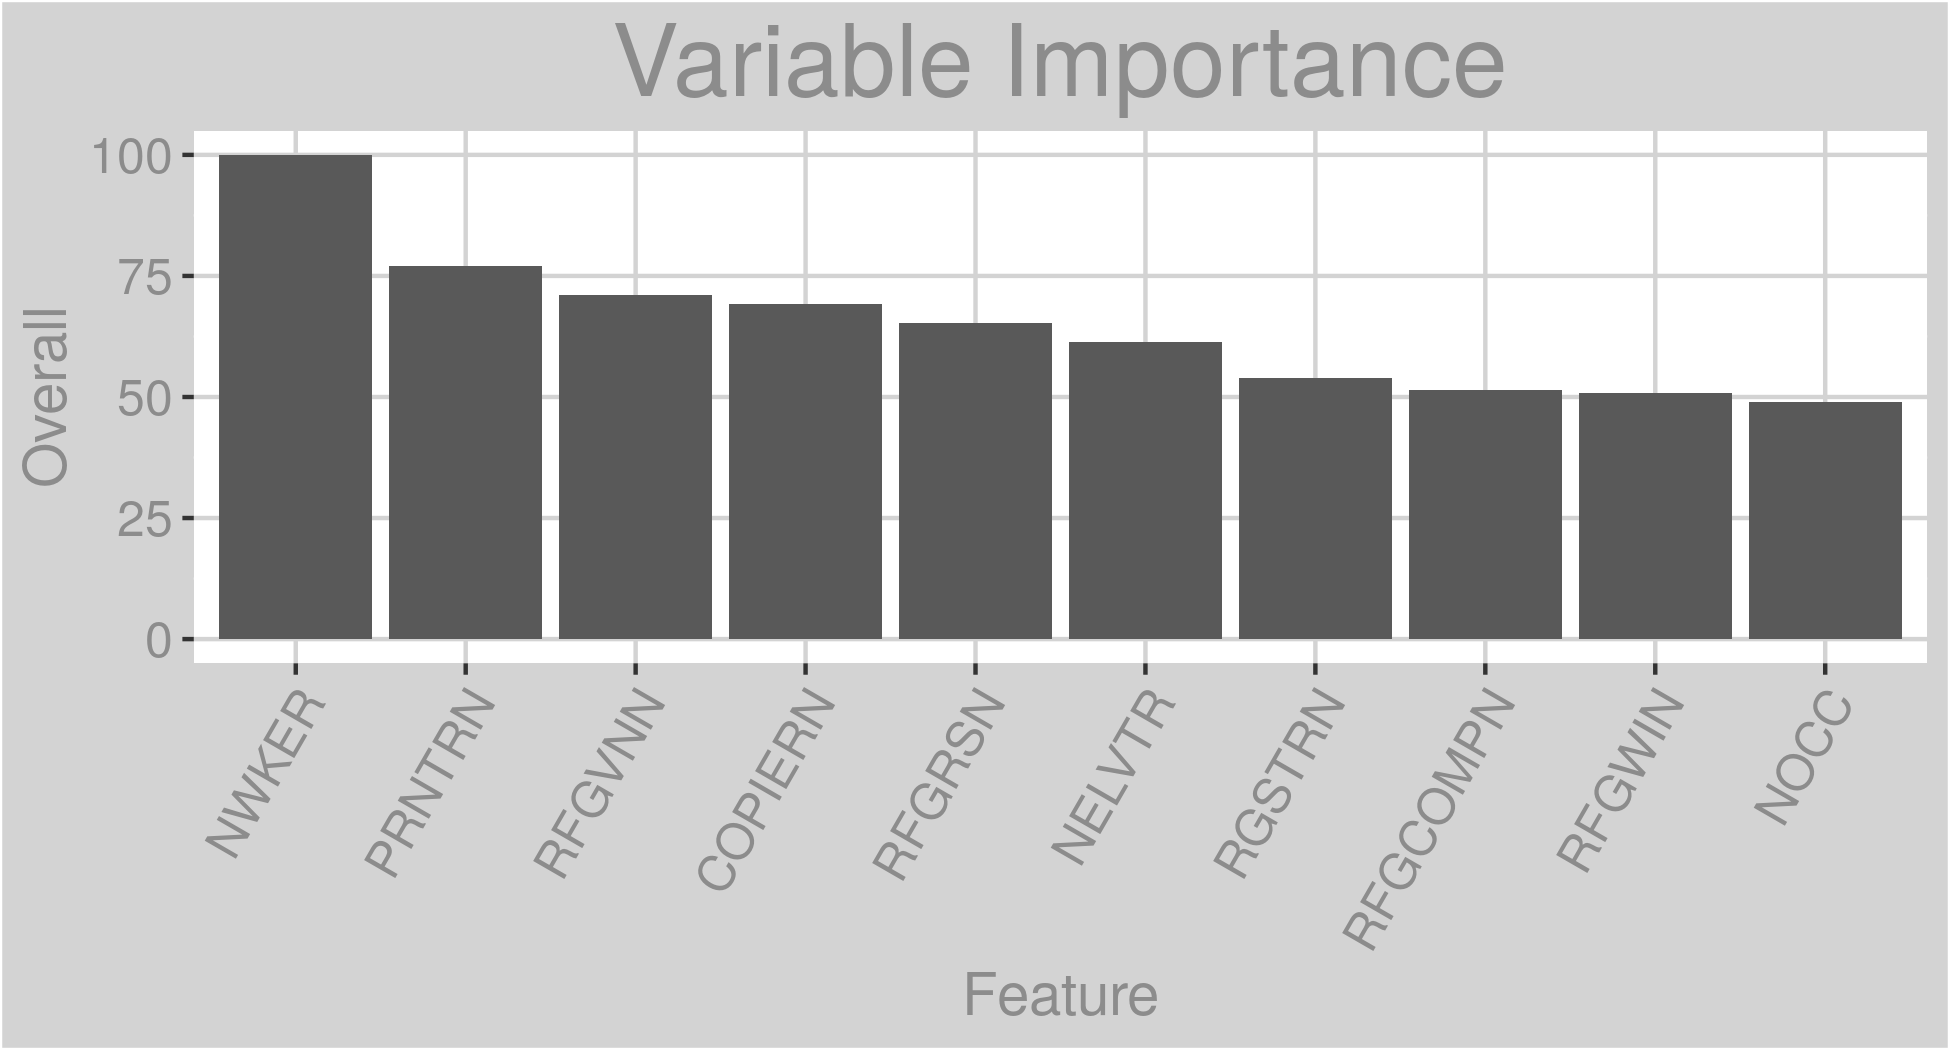 Variable Importance
Overall
100
75
50
25
0
NWKER
PRNTRN
RFGVNN
COPIERN
RFGRSN
NELVTR
RGSTRN
RFGCOMPN
RFGWIN
NOCC
Feature